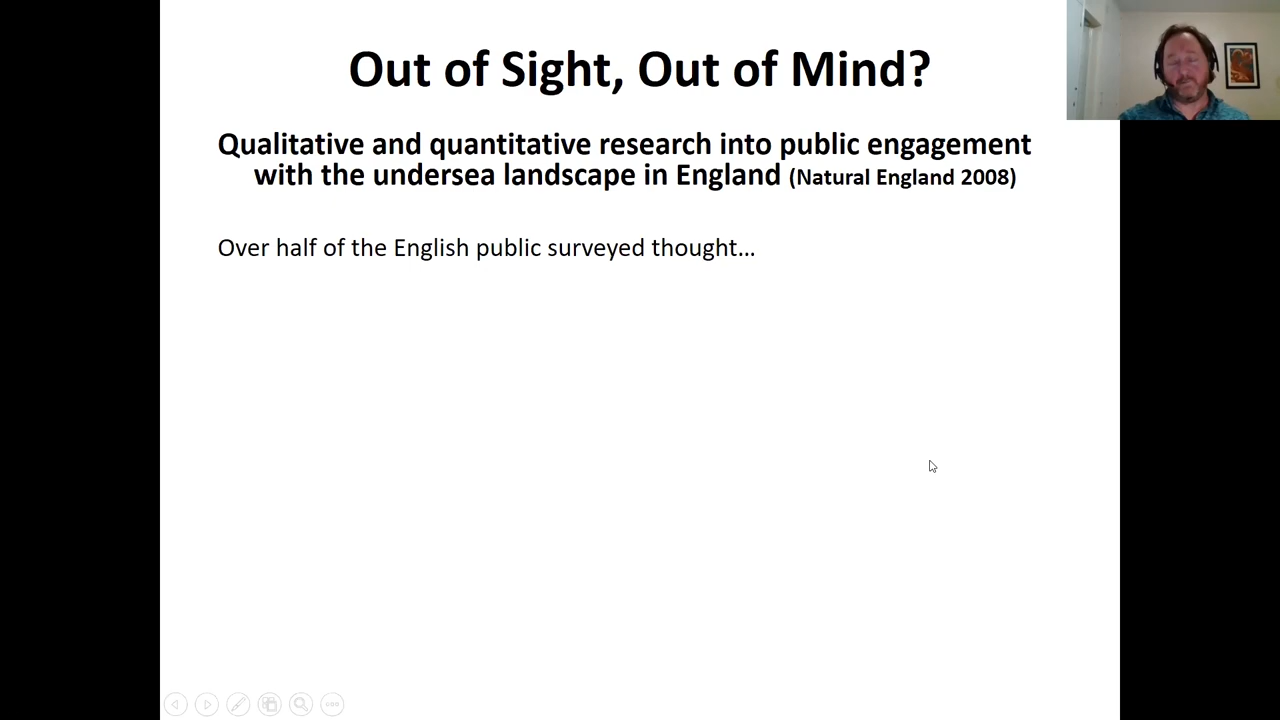 Out of Sight, Out of Mind?
Qualitative and quantitative research into public engagement
with the undersea landscape in England (Natural England 2008)
Over half of the English public surveyed thought...